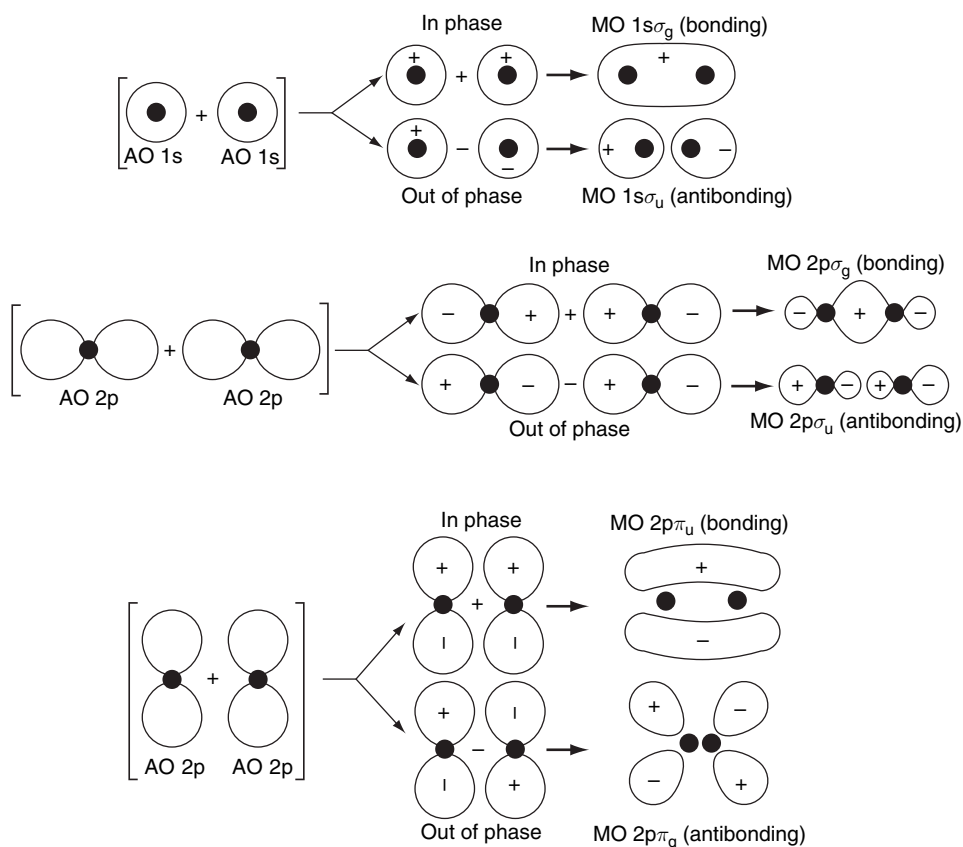 In phase
MO 1sσg (bonding)
+ + + +
AO 1s + AO 1s
+ − − + −
Out of phase
MO 1sσu (antibonding)
In phase
MO 2pσg (bonding)
− + + + − − + −
AO 2p + AO 2p
+ − − + − + − + −
Out of phase
MO 2pσu (antibonding)
In phase
MO 2pπu (bonding)
+ + +
+
− − −
AO 2p + AO 2p
+ − + −
−
− + − +
Out of phase
MO 2pπg (antibonding)